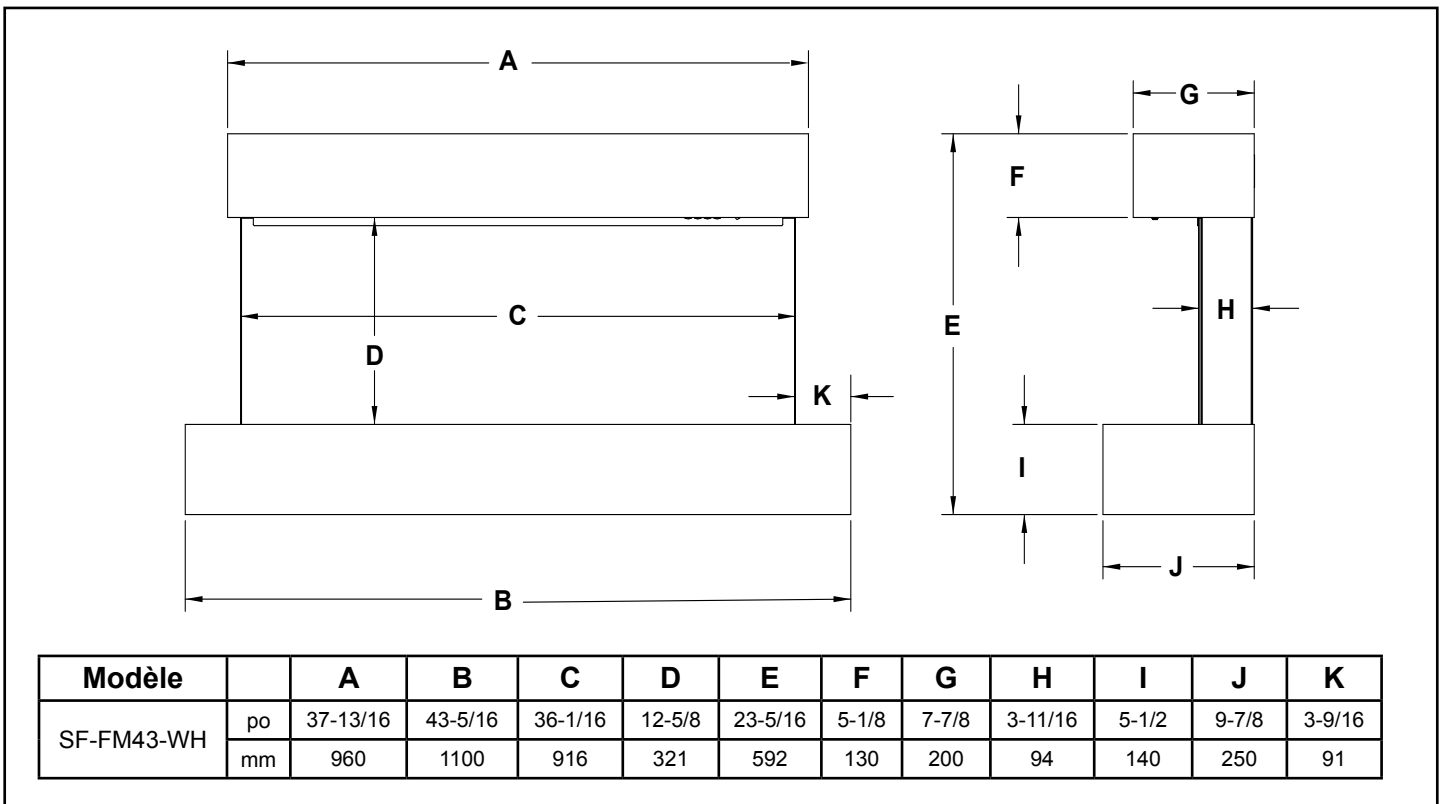 A
G
F
C
H
E
D
K
I
J
B
Modèle A B C D E F G H I J K
SF-FM43-WH
po 37-13/16 43-5/16 36-1/16 12-5/8 23-5/16 5-1/8 7-7/8 3-11/16 5-1/2 9-7/8 3-9/16
mm 960 1100 916 321 592 130 200 94 140 250 91